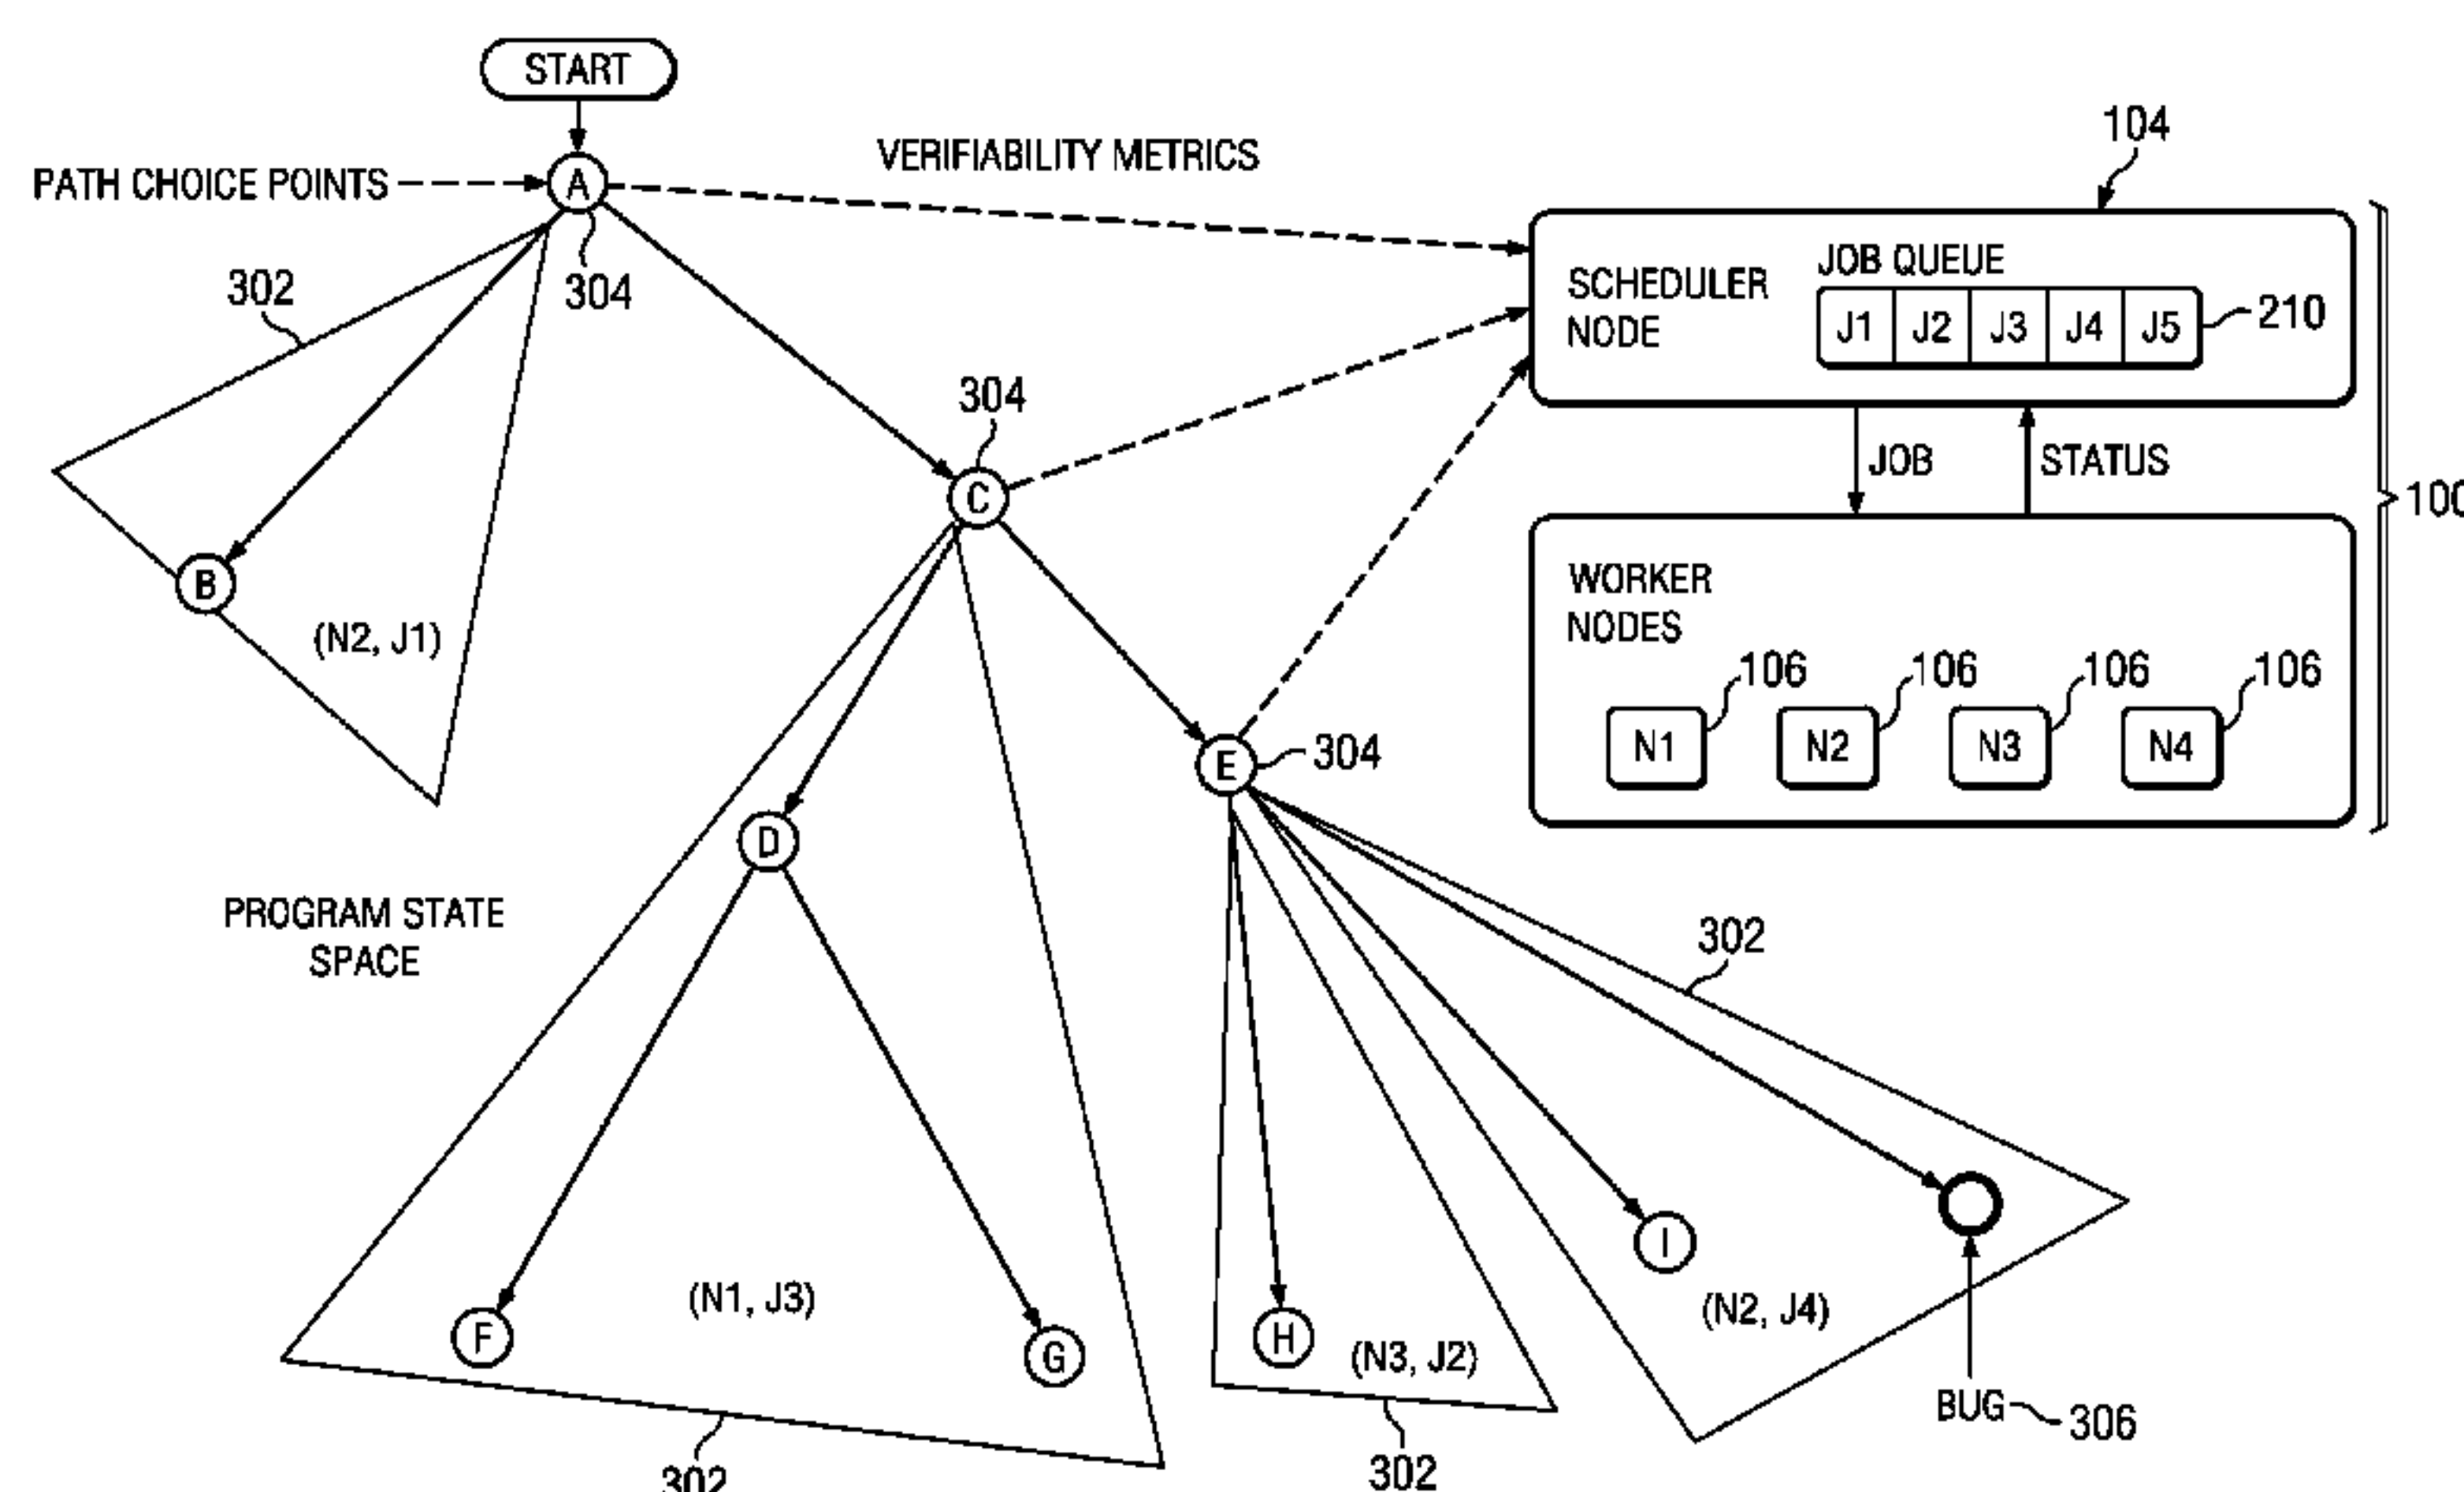 START
PATH CHOICE POINTS
A
VERIFIABILITY METRICS
104
302
304
SCHEDULER
NODE
JOB QUEUE
J1 J2 J3 J4 J5
210
304
C
JOB
STATUS
100
B
(N2, J1)
WORKER
NODES
106 106 106 106
N1 N2 N3 N4
E
304
D
PROGRAM STATE
SPACE
302
F
(N1, J3)
G
H
(N3, J2)
I
(N2, J4)
BUG
306
302
302